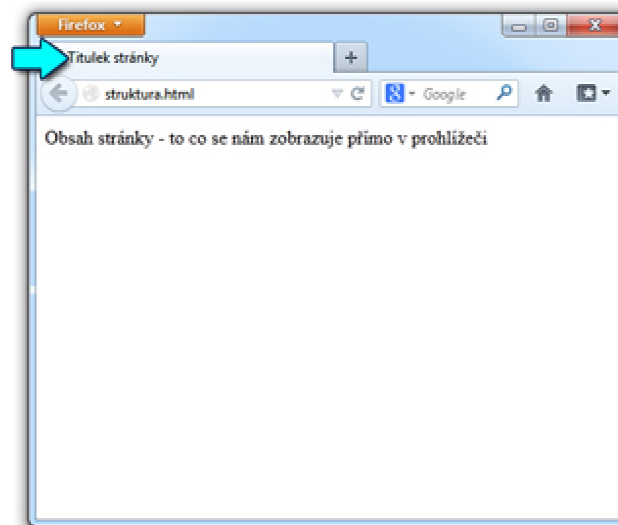 Firefox
Titulek stránky
struktura.html
Google
Obsah stránky - to co se nám zobrazuje přímo v prohlížeči